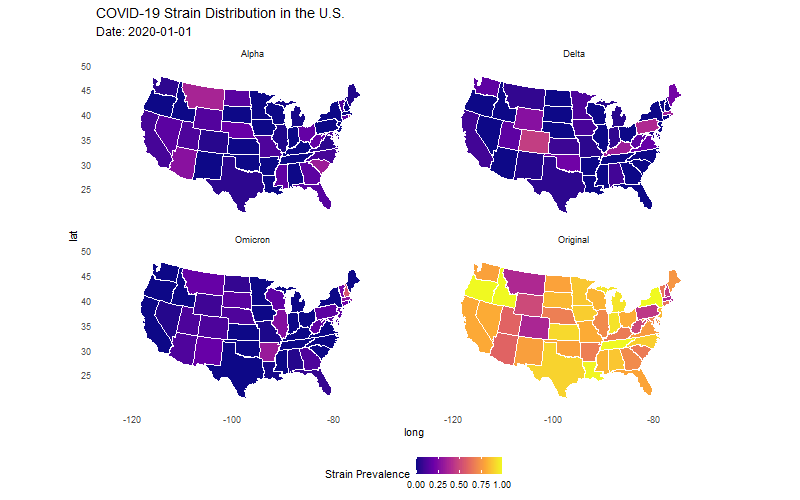 COVID-19 Strain Distribution in the U.S.
Date: 2020-01-01
Alpha
Delta
50
45
40
35
30
25
lat
Omicron
Original
50
45
40
35
30
25
-120
-100
-80
-120
-100
-80
long
Strain Prevalence
0.00 0.25 0.50 0.75 1.00